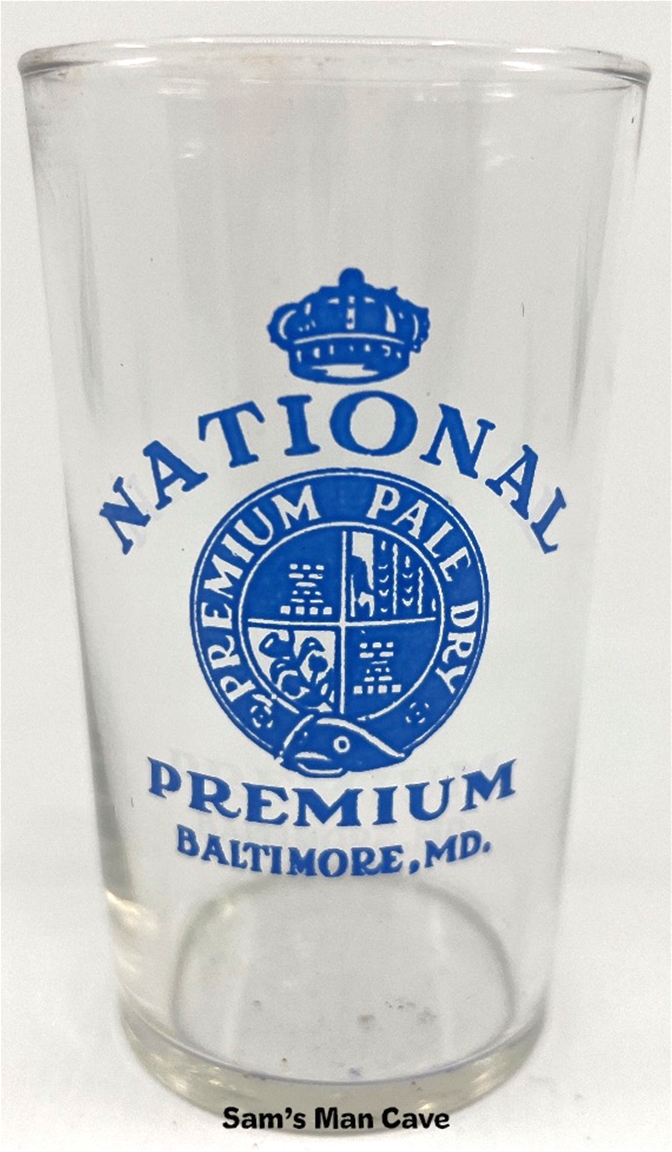 NATIONAL
PREMIUM PALE DRY
PREMIUM
BALTIMORE, MD.
Sam's Man Cave